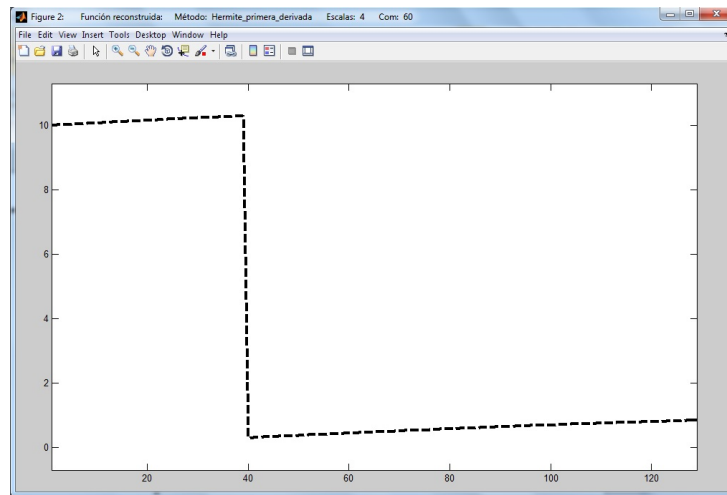 Figure 2: Función reconstruida: Método: Hermite_primera_derivada Escalas: 4 Com: 60
File Edit View Insert Tools Desktop Window Help
10
8
6
4
2
0
20 40 60 80 100 120